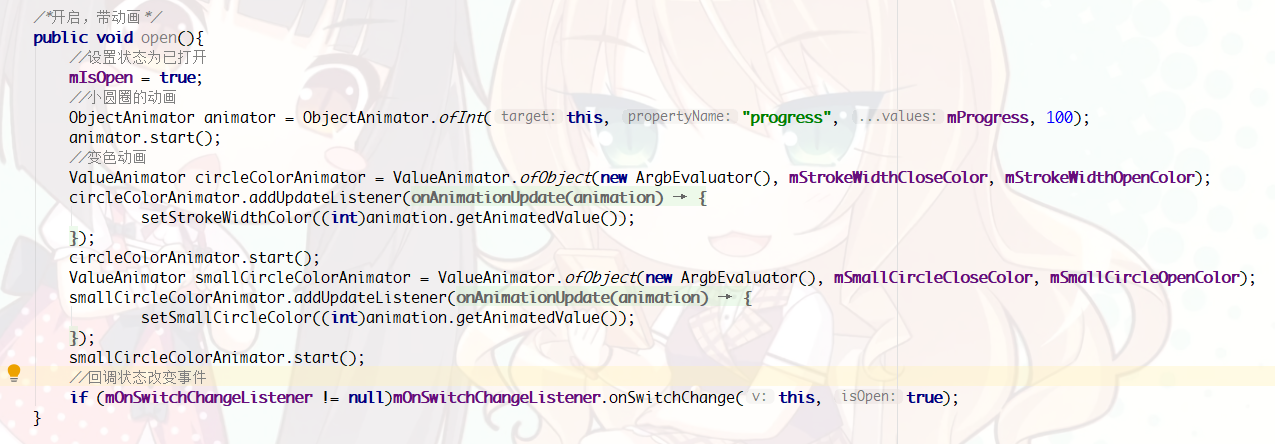 /*开启，带动画*/
public void open(){
//设置状态为已打开
mIsOpen = true;
//小圆圈的动画
ObjectAnimator animator = ObjectAnimator.ofInt( target: this, propertyName: "progress", ...values: mProgress, 100);
animator.start();
//变色动画
ValueAnimator circleColorAnimator = ValueAnimator.ofObject(new ArgbEvaluator(), mStrokeWidthCloseColor, mStrokeWidthOpenColor);
circleColorAnimator.addUpdateListener(onAnimationUpdate(animation) → {
setStrokeWidthColor((int)animation.getAnimatedValue());
});
circleColorAnimator.start();
ValueAnimator smallCircleColorAnimator = ValueAnimator.ofObject(new ArgbEvaluator(), mSmallCircleCloseColor, mSmallCircleOpenColor);
smallCircleColorAnimator.addUpdateListener(onAnimationUpdate(animation) → {
setSmallCircleColor((int)animation.getAnimatedValue());
});
smallCircleColorAnimator.start();
//回调状态改变事件
if (mOnSwitchChangeListener != null)mOnSwitchChangeListener.onSwitchChange( v: this, isOpen: true);
}